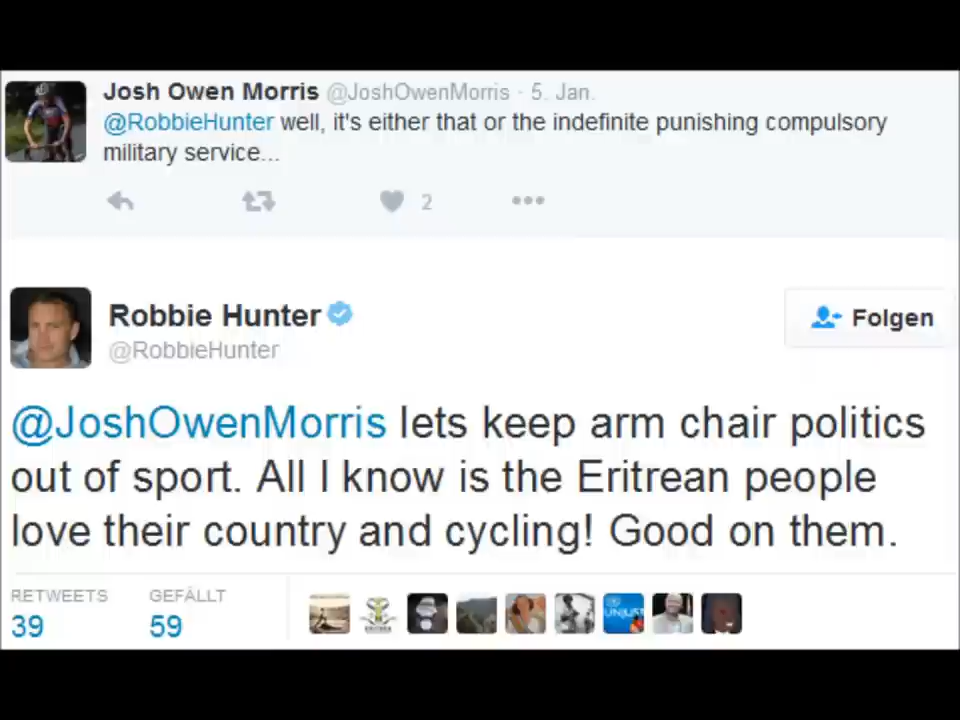 Josh Owen Morris @JoshOwenMorris · 5. Jan.
@RobbieHunter well, it's either that or the indefinite punishing compulsory
military service...
2
Robbie Hunter
@RobbieHunter
Folgen
@JoshOwenMorris lets keep arm chair politics
out of sport. All I know is the Eritrean people
love their country and cycling! Good on them.
RETWEETS GEFÄLLT
39 59